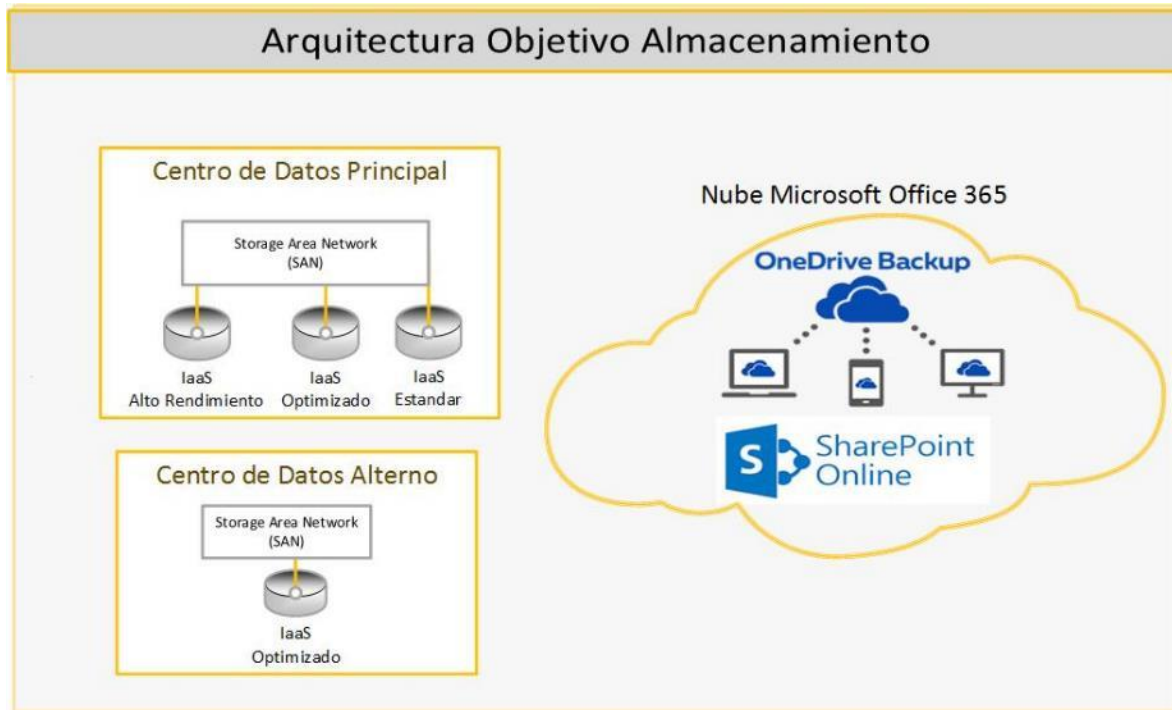 Arquitectura Objetivo Almacenamiento
Centro de Datos Principal
Storage Area Network
(SAN)
IaaS
Alto Rendimiento
IaaS
Optimizado
IaaS
Estandar
Centro de Datos Alterno
Storage Area Network
(SAN)
IaaS
Optimizado
Nube Microsoft Office 365
OneDrive Backup
S
SharePoint
Online